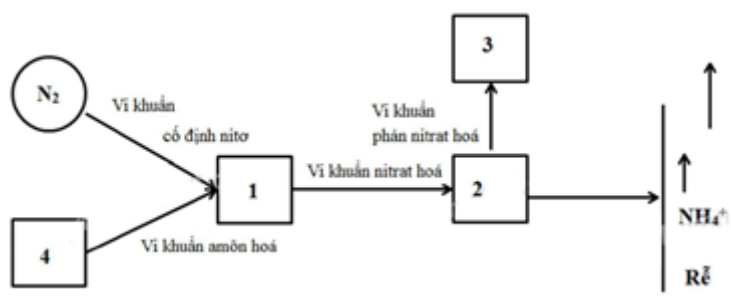 3
N₂
Vi khuẩn
cố định nitơ
Vi khuẩn
phản nitrat hoá
1
Vi khuẩn nitrat hoá
2
4
Vi khuẩn amôn hoá
NH₄⁺
Rễ